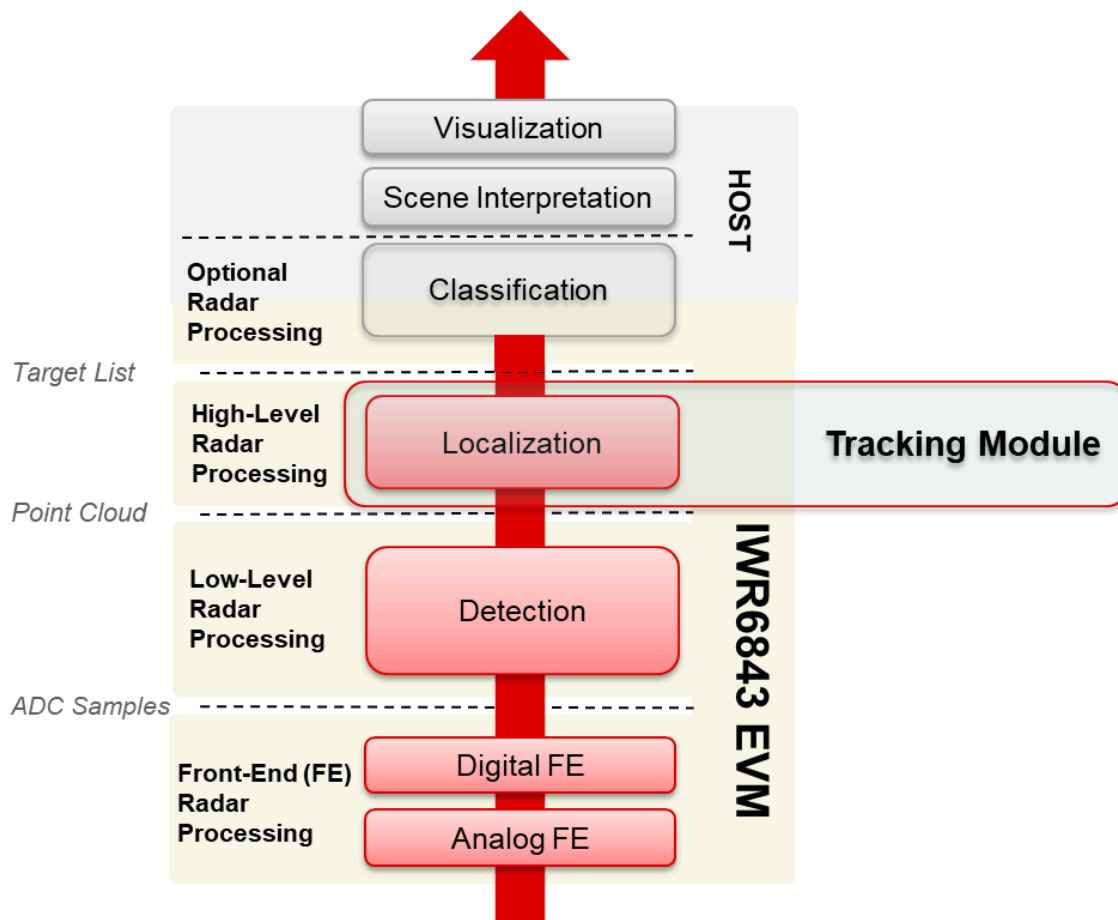 Visualization
Scene Interpretation
HOST
Optional
Radar
Processing
Classification
Target List
High-Level
Radar
Processing
Localization
Tracking Module
Point Cloud
Low-Level
Radar
Processing
Detection
IWR6843 EVM
ADC Samples
Front-End (FE)
Radar
Processing
Digital FE
Analog FE